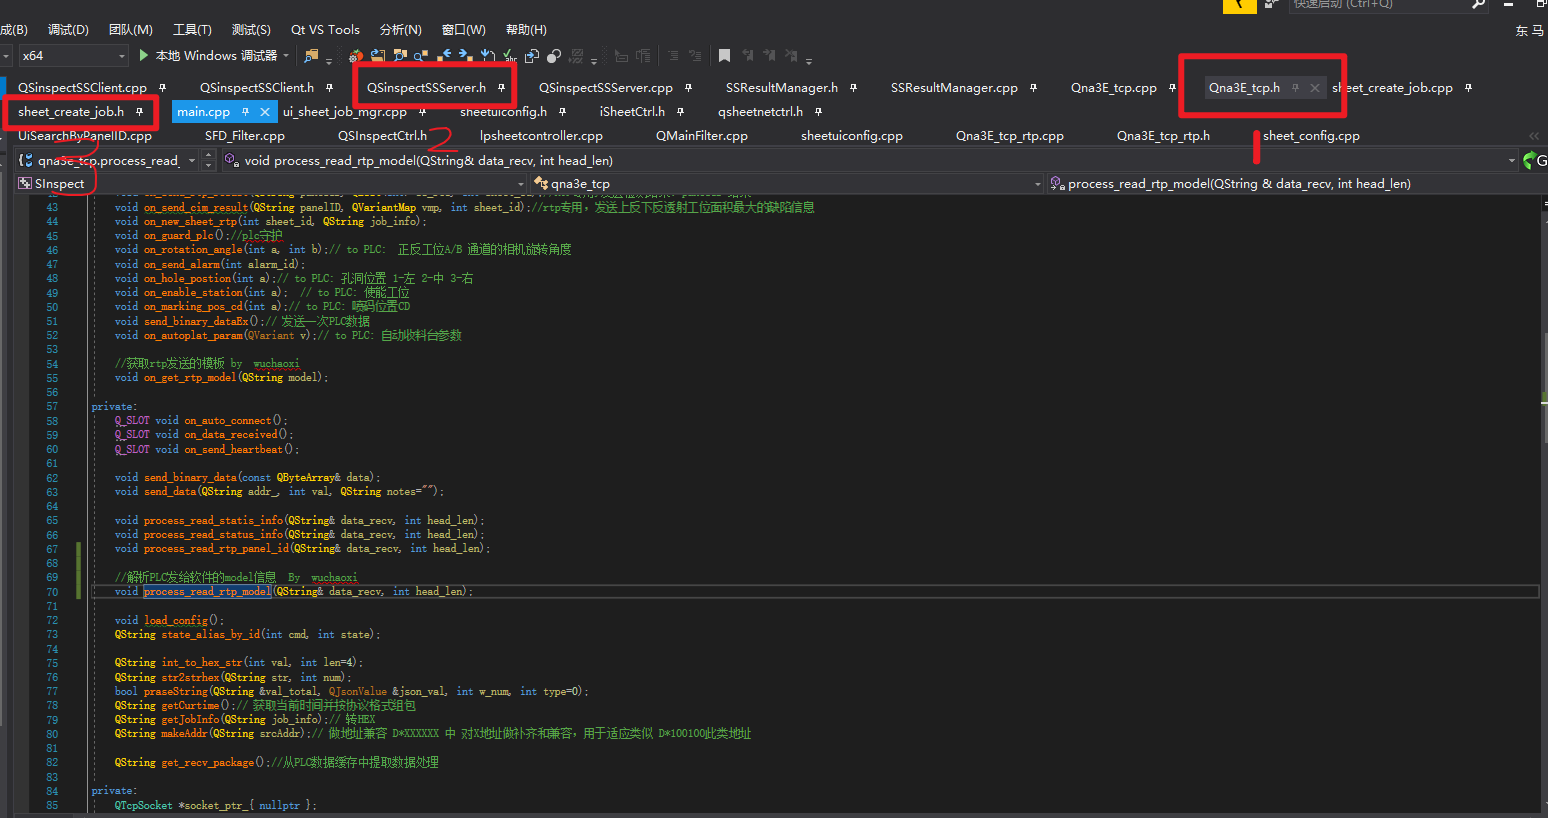 快速启动 (Ctrl+Q)
成(B) 调试(D) 团队(M) 工具(T) 测试(S) Qt VS Tools 分析(N) 窗口(W) 帮助(H)
东 马
x64 本地 Windows 调试器
QSinspectSSClient.cpp QSinspectSSClient.h QSinspectSSServer.h QSinspectSSServer.cpp SSResultManager.h SSResultManager.cpp Qna3E_tcp.cpp Qna3E_tcp.h sheet_create_job.cpp
sheet_create_job.h main.cpp ui_sheet_job_mgr.cpp sheetuiconfig.h iSheetCtrl.h qsheetnetctrl.h
UiSearchByPanelID.cpp SFD_Filter.cpp QSInspectCtrl.h 2 lpsheetcontroller.cpp QMainFilter.cpp sheetuiconfig.cpp Qna3E_tcp_rtp.cpp Qna3E_tcp_rtp.h sheet_config.cpp
3
qna3e_tcp.process_read_ void process_read_rtp_model(QString& data_recv, int head_len) G
SInspect qna3e_tcp process_read_rtp_model(QString & data_recv, int head_len)
43 void on_send_cim_result(QString panelID, QVariantMap vmp, int sheet_id);//rtp专用，发送上反下反透射工位面积最大的缺陷信息
44 void on_new_sheet_rtp(int sheet_id, QString job_info);
45 void on_guard_plc();//plc守护
46 void on_rotation_angle(int a, int b);// to PLC: 正反工位A/B 通道的相机旋转角度
47 void on_send_alarm(int alarm_id);
48 void on_hole_postion(int a);// to PLC: 孔洞位置 1-左 2-中 3-右
49 void on_enable_station(int a); // to PLC: 使能工位
50 void on_marking_pos_cd(int a);// to PLC: 喷码位置CD
51 void send_binary_dataEx();// 发送一次PLC数据
52 void on_autoplat_param(QVariant v);// to PLC: 自动收料台参数
53
54 //获取rtp发送的模板 by wuchaoxi
55 void on_get_rtp_model(QString model);
56
57 private:
58 Q_SLOT void on_auto_connect();
59 Q_SLOT void on_data_received();
60 Q_SLOT void on_send_heartbeat();
61
62 void send_binary_data(const QByteArray& data);
63 void send_data(QString addr_, int val, QString notes="");
64
65 void process_read_statis_info(QString& data_recv, int head_len);
66 void process_read_status_info(QString& data_recv, int head_len);
67 void process_read_rtp_panel_id(QString& data_recv, int head_len);
68
69 //解析PLC发给软件的model信息 By wuchaoxi
70 void process_read_rtp_model(QString& data_recv, int head_len);
71
72 void load_config();
73 QString state_alias_by_id(int cmd, int state);
74
75 QString int_to_hex_str(int val, int len=4);
76 QString str2strhex(QString str, int num);
77 bool praseString(QString &val_total, QJsonValue &json_val, int w_num, int type=0);
78 QString getCurtime();// 获取当前时间并按协议格式组包
79 QString getJobInfo(QString job_info);// 转HEX
80 QString makeAddr(QString srcAddr);// 做地址兼容 D*XXXXXX 中 对X地址做补齐和兼容，用于适应类似 D*100100此类地址
81
82 QString get_recv_package();//从PLC数据缓存中提取数据处理
83
84 private:
85 QTcpSocket *socket_ptr_{ nullptr };